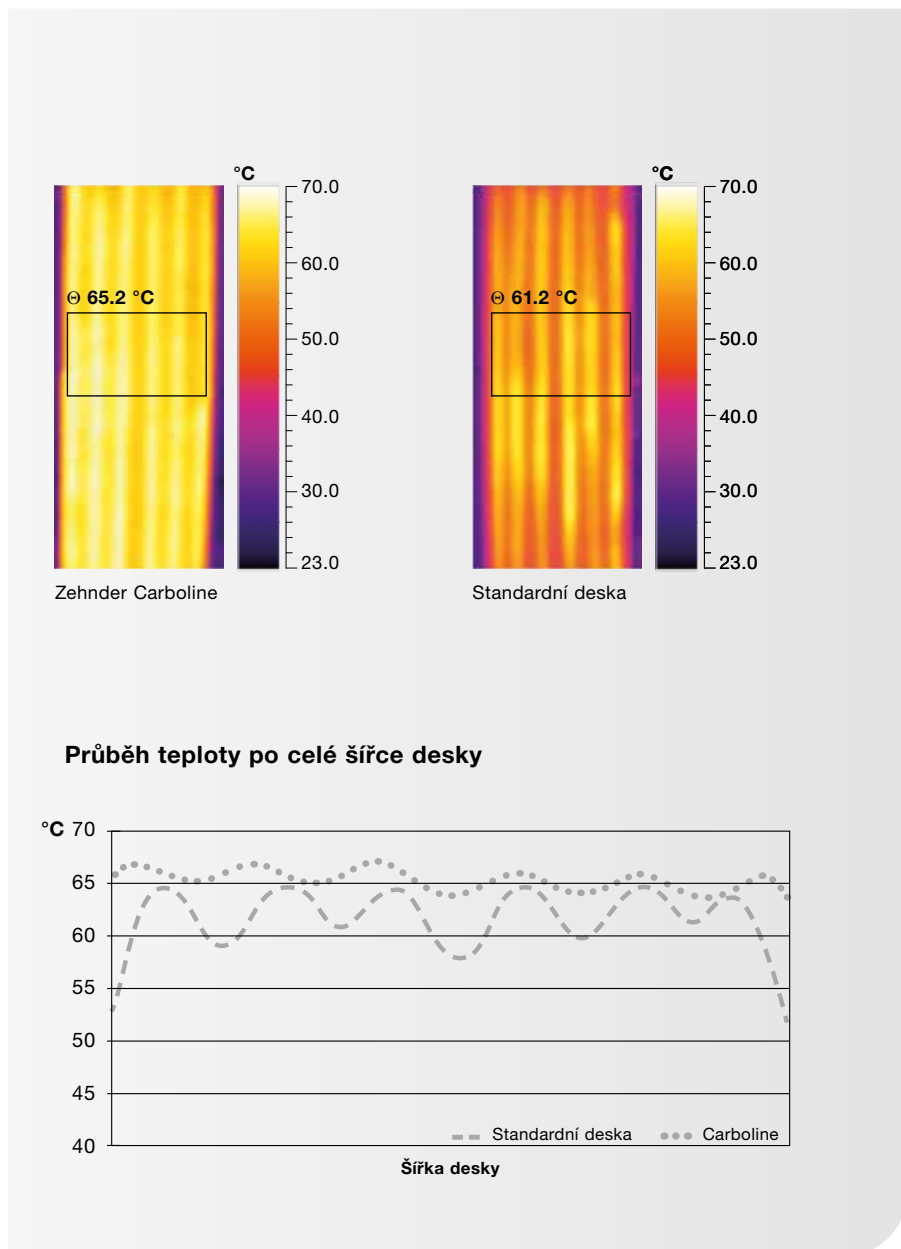 °C
70.0
60.0
50.0
40.0
30.0
23.0
Θ 65.2 °C
Zehnder Carboline
°C
70.0
60.0
50.0
40.0
30.0
23.0
Θ 61.2 °C
Standardní deska
Průběh teploty po celé šířce desky
°C 70
65
60
55
50
45
40
Standardní deska Carboline
Šířka desky